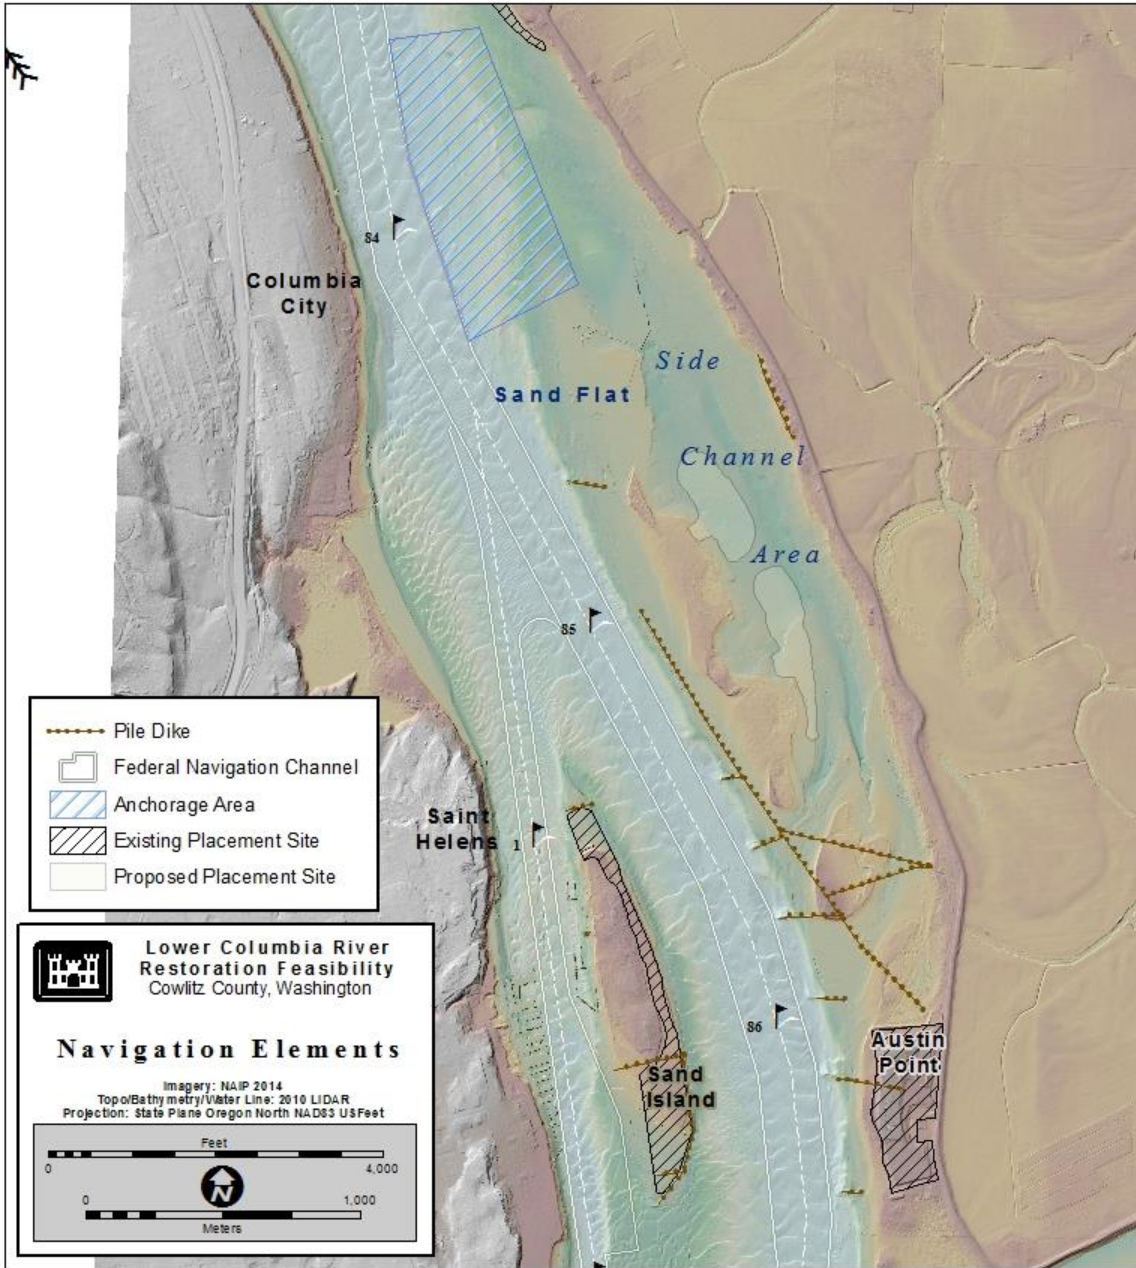 84
Columbia
City
Side
Sand Flat
Channel
Area
85
Saint
Helens
1
86
Sand
Island
Austin
Point
Pile Dike
Federal Navigation Channel
Anchorage Area
Existing Placement Site
Proposed Placement Site
Lower Columbia River
Restoration Feasibility
Cowlitz County, Washington
Navigation Elements
Imagery: NAIP 2014
Topo/Bathymetry/Water Line: 2010 LIDAR
Projection: State Plane Oregon North NAD83 USFeet
Feet
0 4,000
N
0 1,000
Meters